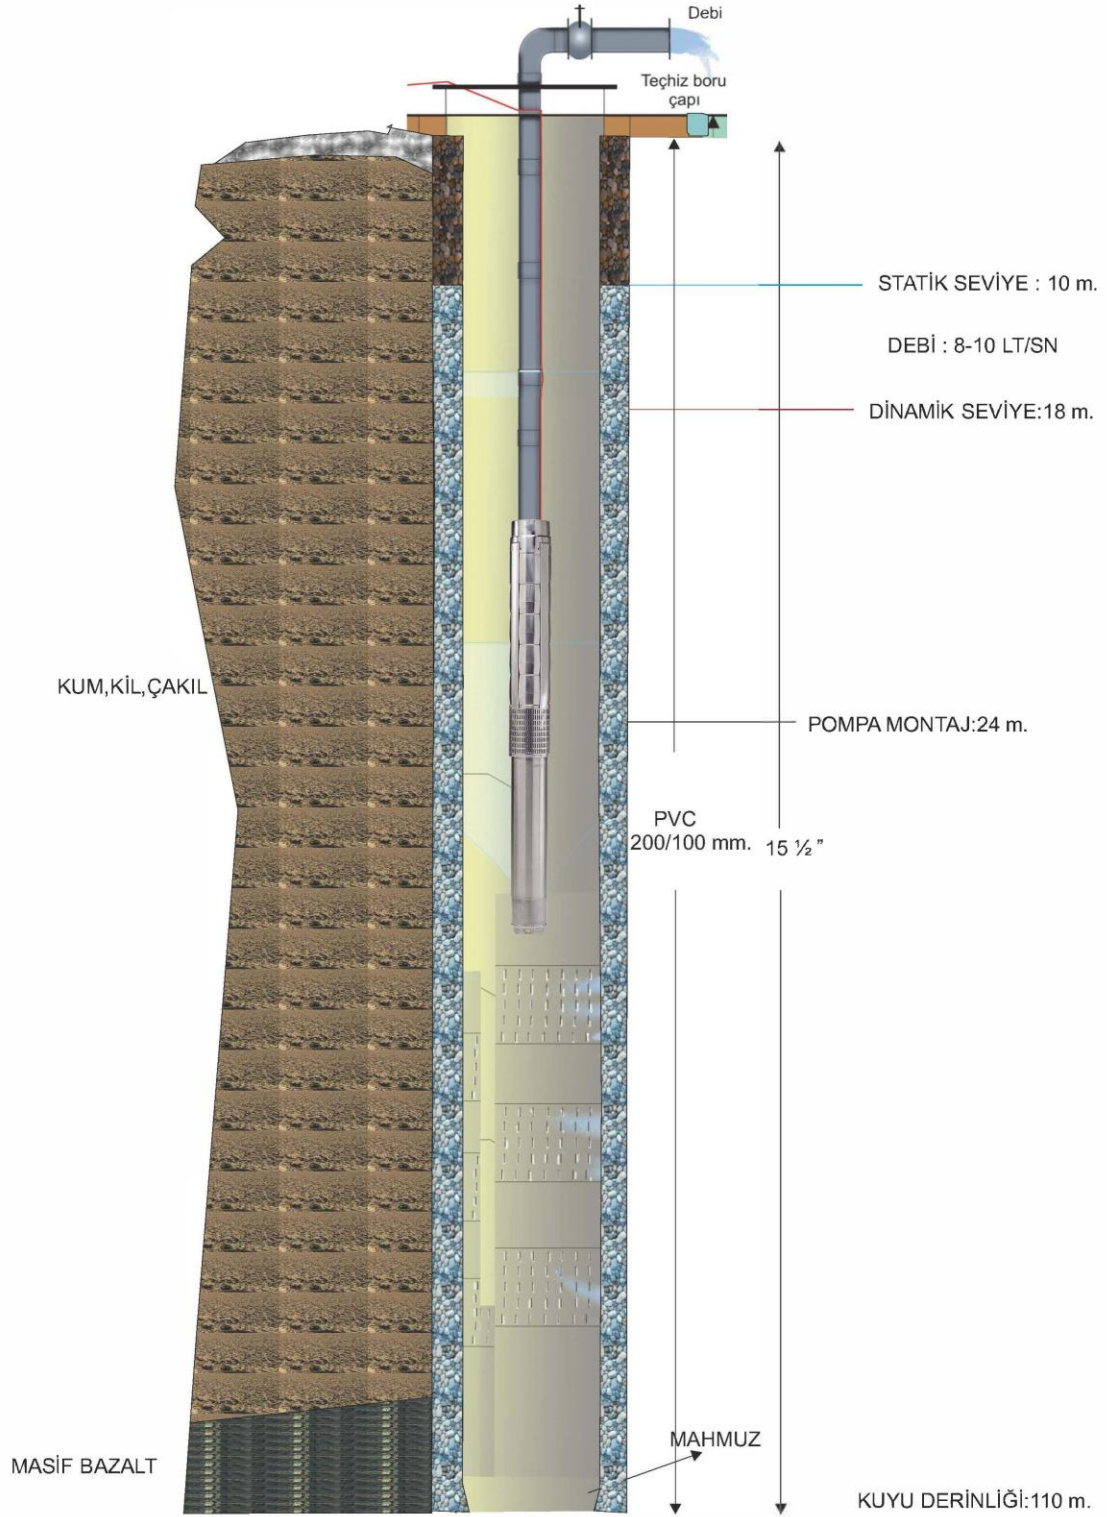 Debi
Teçhiz boru
çapı
STATİK SEVİYE : 10 m.
DEBİ : 8-10 LT/SN
DİNAMİK SEVİYE:18 m.
KUM,KİL,ÇAKIL
POMPA MONTAJ:24 m.
PVC
200/100 mm.
15 ½ ”
MAHMUZ
MASİF BAZALT
KUYU DERİNLİĞİ:110 m.